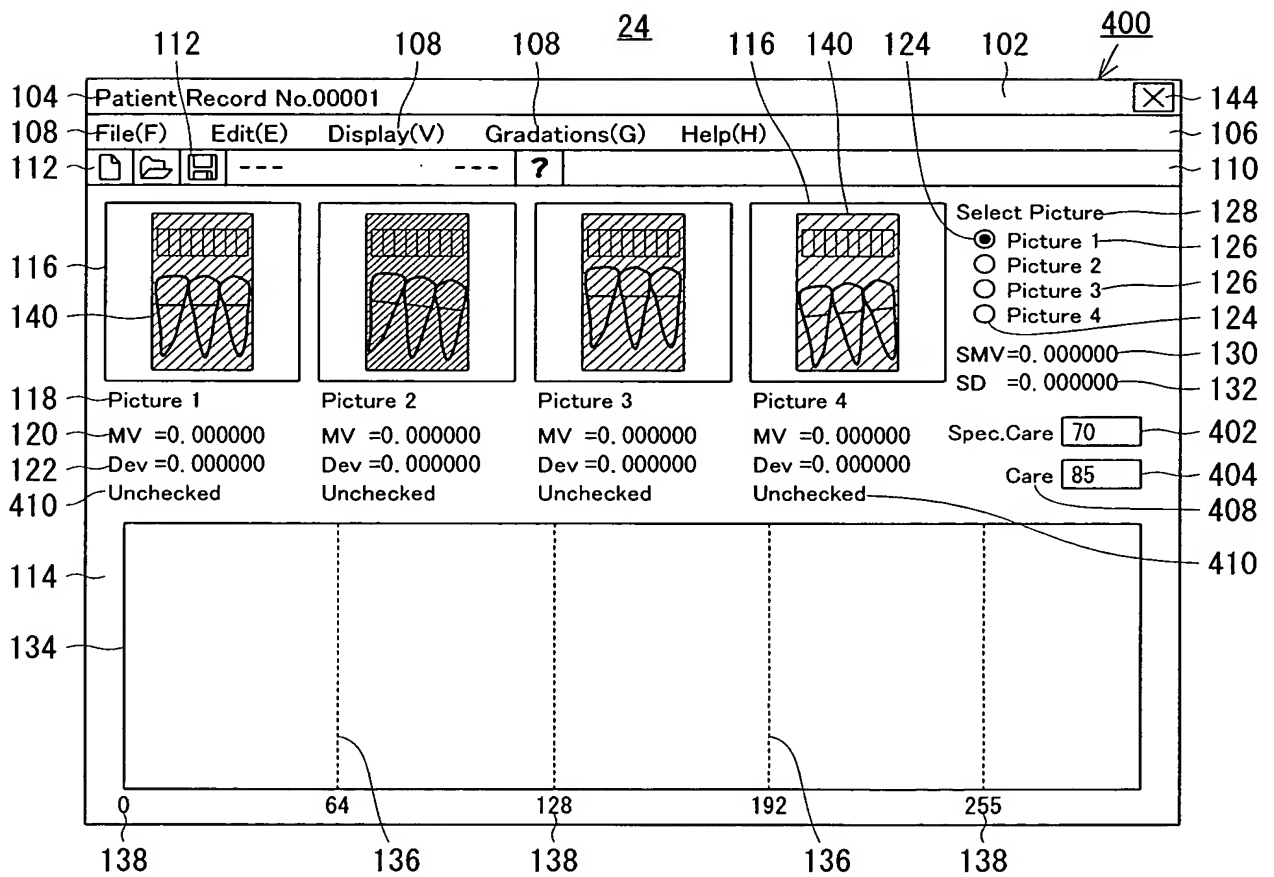 24
112 108 108 116 140 124 102 400
104 Patient Record No.00001 144
108 File(F) Edit(E) Display(V) Gradations(G) Help(H) 106
112 --- --- ? 110
Select Picture 128
116 Picture 1 126
Picture 2
140 Picture 3 126
Picture 4 124
SMV=0.000000 130
SD =0.000000 132
118 Picture 1 Picture 2 Picture 3 Picture 4
120 MV =0.000000 MV =0.000000 MV =0.000000 MV =0.000000 Spec.Care 70 402
122 Dev =0.000000 Dev =0.000000 Dev =0.000000 Dev =0.000000 Care 85 404
410 Unchecked Unchecked Unchecked Unchecked 408
114 410
134
0 64 128 192 255
138 136 138 136 138